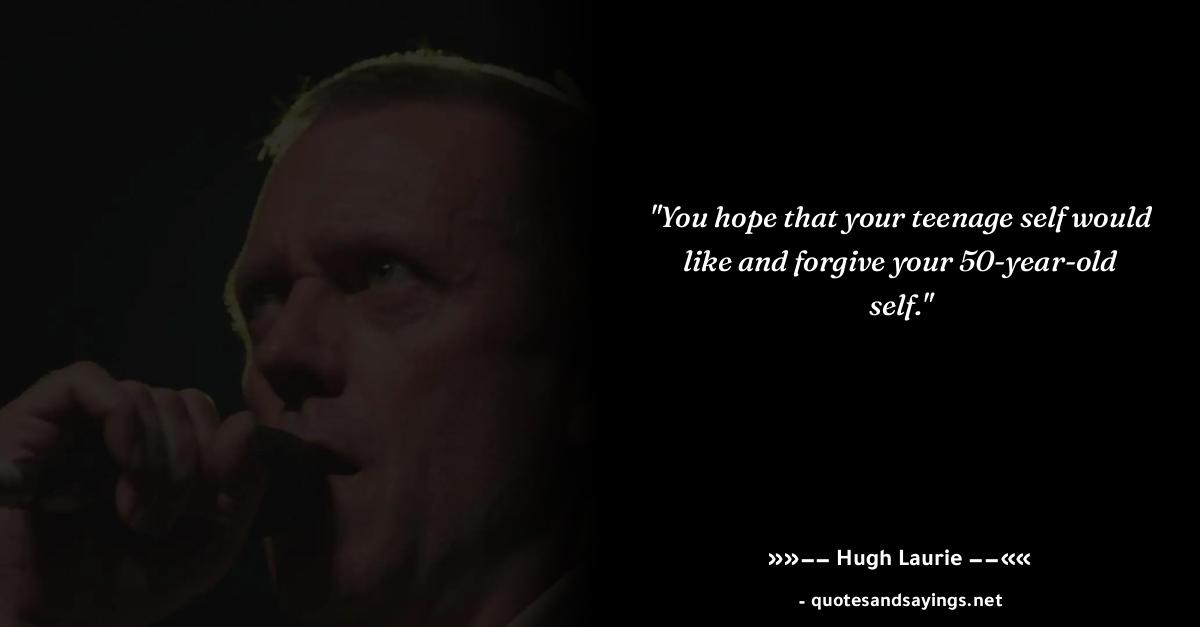 "You hope that your teenage self would
like and forgive your 50-year-old
self."
»»−− Hugh Laurie −−««
- quotesandsayings.net